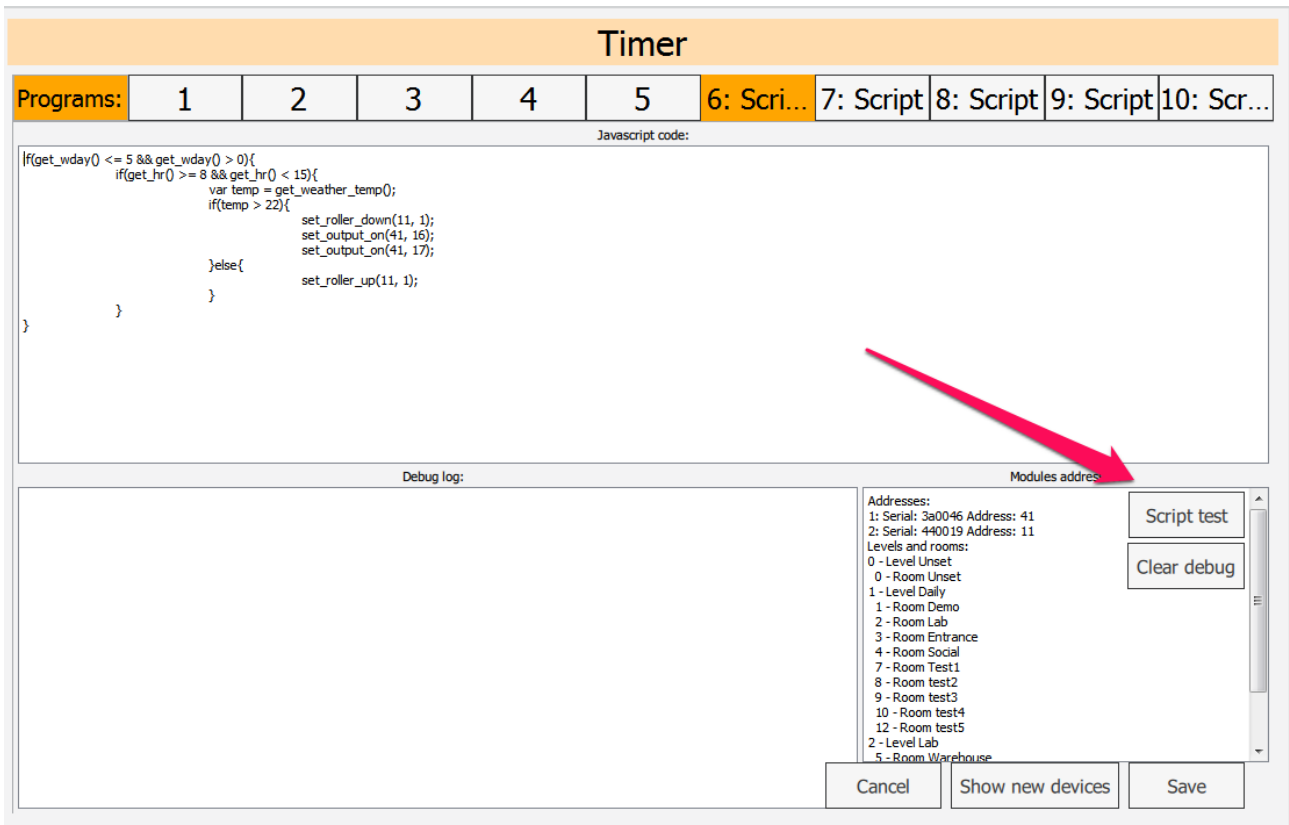 Timer
Programs: 1 2 3 4 5 6: Scri... 7: Script 8: Script 9: Script 10: Scr...
Javascript code:
if(get_wday() <= 5 && get_wday() > 0){
if(get_hr() >= 8 && get_hr() < 15){
var temp = get_weather_temp();
if(temp > 22){
set_roller_down(11, 1);
set_output_on(41, 16);
set_output_on(41, 17);
}else{
set_roller_up(11, 1);
}
}
}
Debug log:
Modules addres
Addresses:
1: Serial: 3a0046 Address: 41
2: Serial: 440019 Address: 11
Levels and rooms:
0 - Level Unset
0 - Room Unset
1 - Level Daily
1 - Room Demo
2 - Room Lab
3 - Room Entrance
4 - Room Social
7 - Room Test1
8 - Room test2
9 - Room test3
10 - Room test4
12 - Room test5
2 - Level Lab
5 - Room Warehouse
Script test
Clear debug
Cancel Show new devices Save